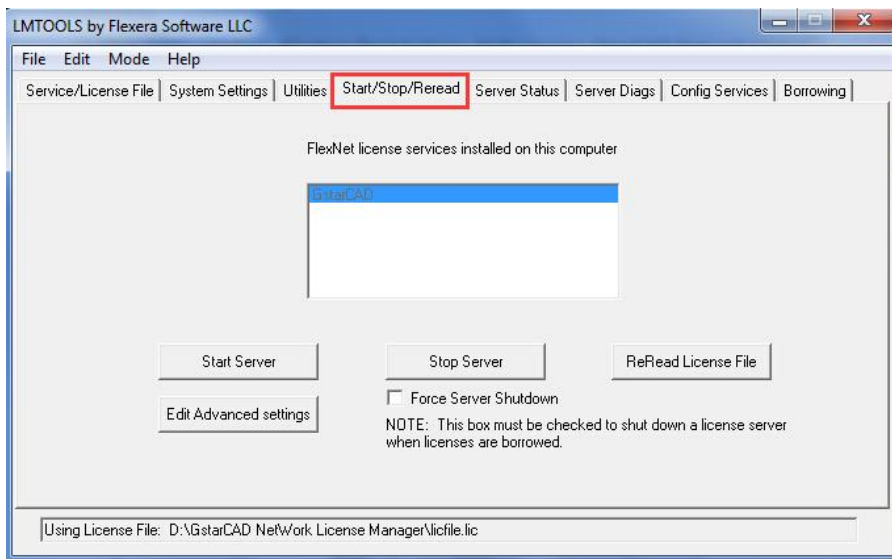 LMTOOLS by Flexera Software LLC
File Edit Mode Help
Service/License File System Settings Utilities Start/Stop/Reread Server Status Server Diags Config Services Borrowing
FlexNet license services installed on this computer
GstarCAD
Start Server Stop Server ReRead License File
Force Server Shutdown
Edit Advanced settings
NOTE: This box must be checked to shut down a license server
when licenses are borrowed.
Using License File: D:\GstarCAD NetWork License Manager\licfile.lic